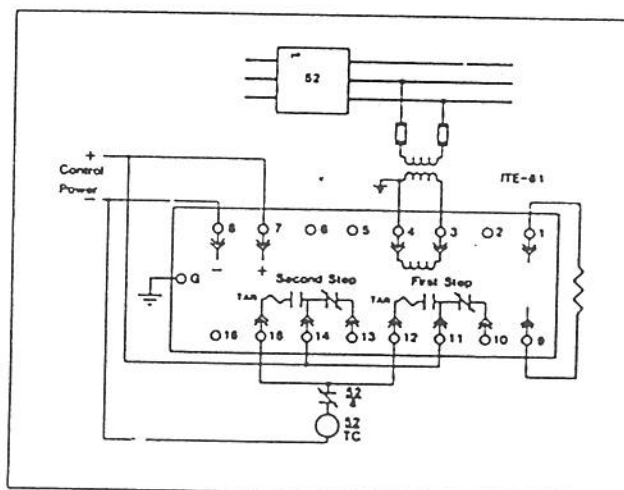 52
+
Control
Power
−
ITE-81
8 7 6 5 4 3 2 1
− +
G
Second Step First Step
TAR TAR
16 15 14 13 12 11 10 9
52
52
TC